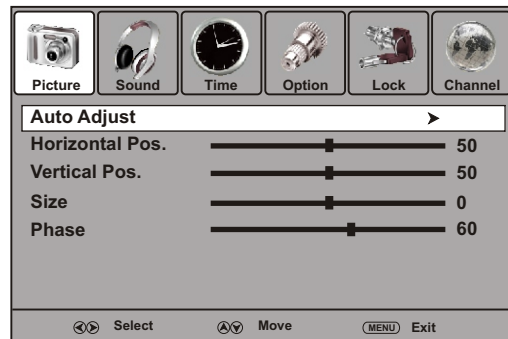 Picture Sound Time Option Lock Channel
Auto Adjust
Horizontal Pos. 50
Vertical Pos. 50
Size 0
Phase 60
Select Move MENU Exit